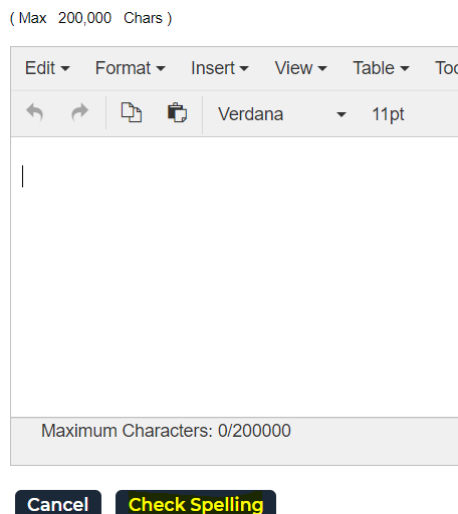 ( Max 200,000 Chars )
Edit Format Insert View Table
Verdana 11pt
Maximum Characters: 0/200000
Cancel Check Spelling